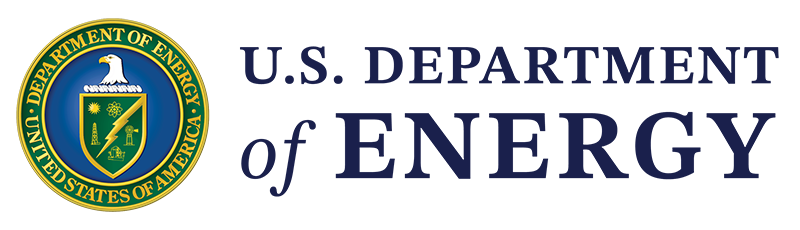 DEPARTMENT OF ENERGY
UNITED STATES OF AMERICA
U.S. DEPARTMENT
of ENERGY